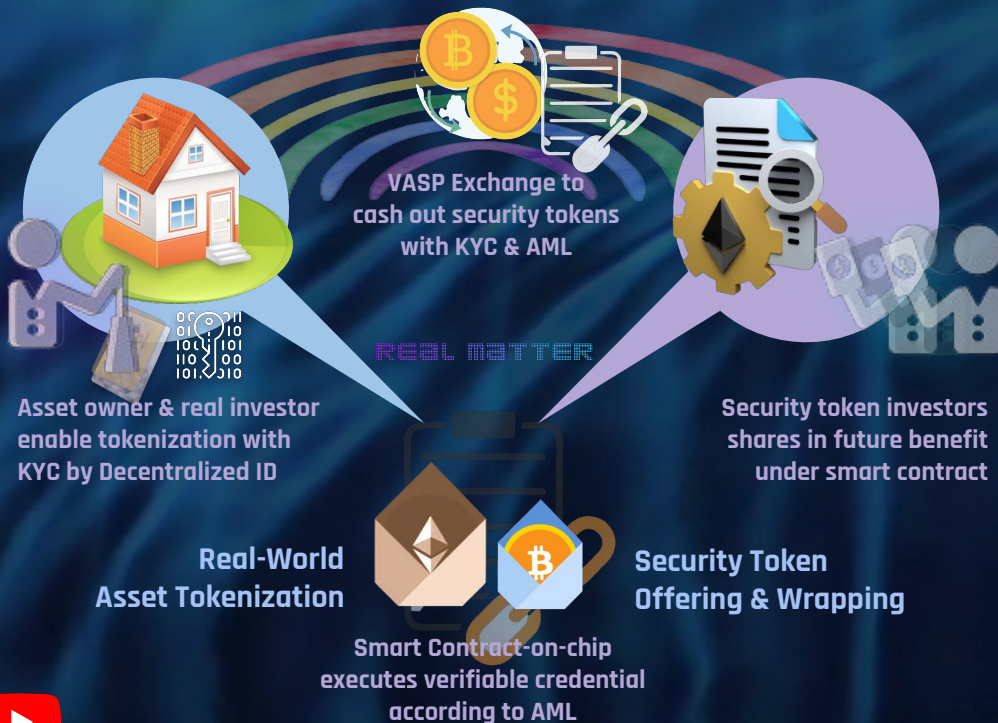 VASP Exchange to
cash out security tokens
with KYC & AML
REAL MATTER
Asset owner & real investor
enable tokenization with
KYC by Decentralized ID
Security token investors
shares in future benefit
under smart contract
Real-World
Asset Tokenization
Security Token
Offering & Wrapping
Smart Contract-on-chip
executes verifiable credential
according to AML